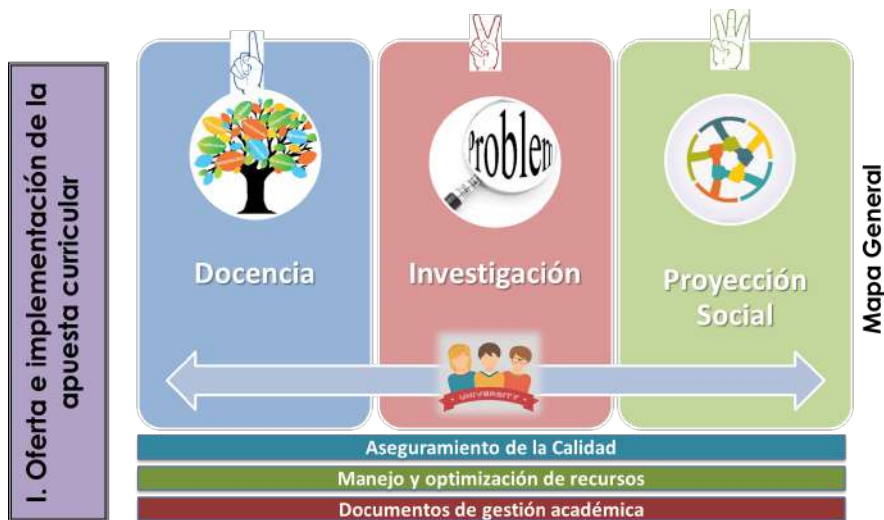 I. Oferta e implementación de la
apuesta curricular
Problem
Docencia
Investigación
Proyección
Social
UNIVERSITY
Aseguramiento de la Calidad
Manejo y optimización de recursos
Documentos de gestión académica
Mapa General